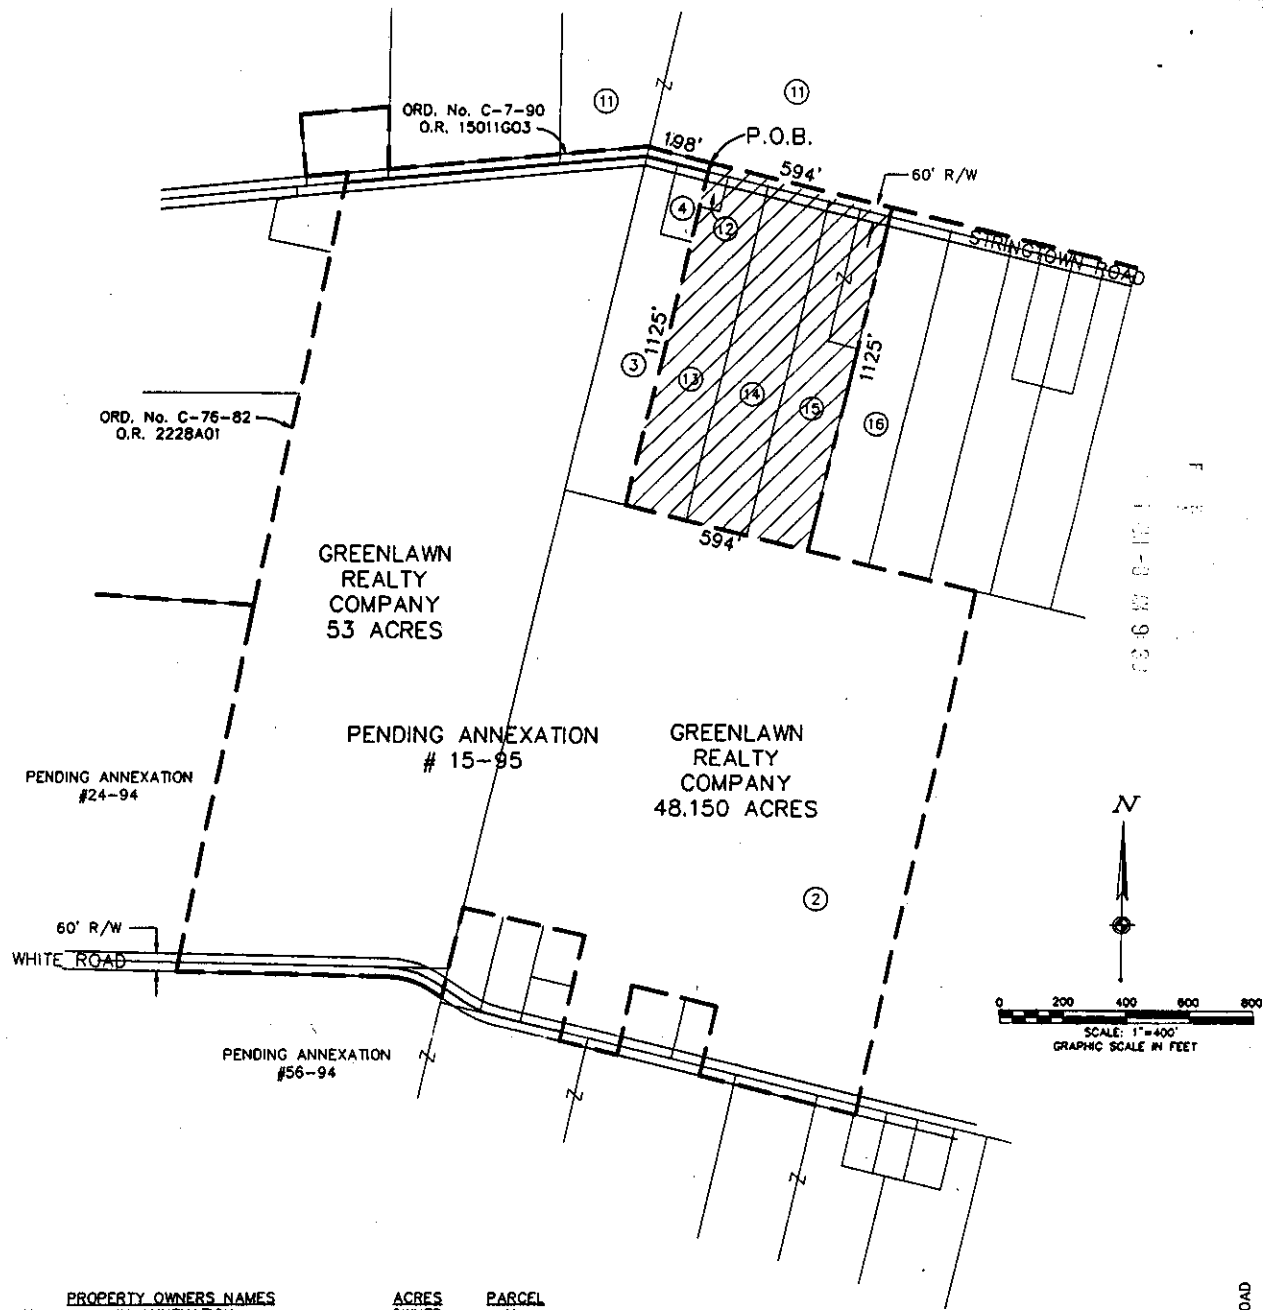 11
11
ORD. No. C-7-90
O.R. 15011G03
198'
P.O.B.
594'
60' R/W
4
12
STRINGTOWN ROAD
1125'
3
13
14
15
1125'
16
ORD. No. C-76-82
O.R. 2228A01
594'
GREENLAWN
REALTY
COMPANY
53 ACRES
PENDING ANNEXATION
# 15-95
GREENLAWN
REALTY
COMPANY
48.150 ACRES
PENDING ANNEXATION
#24-94
N
2
60' R/W
WHITE ROAD
0 200 400 600 800
SCALE: 1"=400'
GRAPHIC SCALE IN FEET
PENDING ANNEXATION
#56-94
PROPERTY OWNERS NAMES ACRES PARCEL
OAD